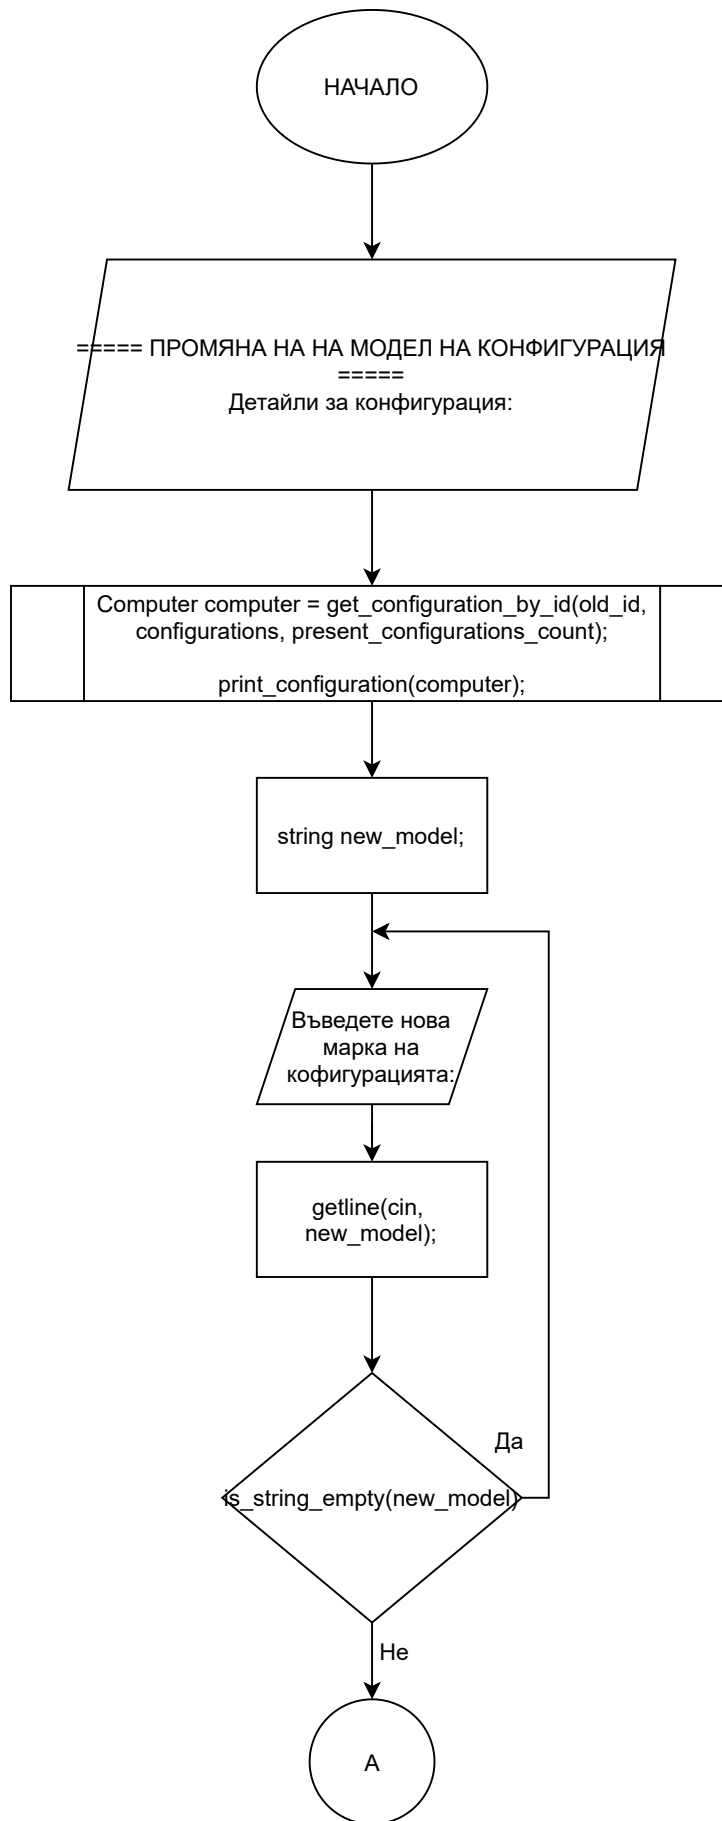 НАЧАЛО
===== ПРОМЯНА НА НА МОДЕЛ НА КОНФИГУРАЦИЯ
=====
Детайли за конфигурация:
Computer computer = get_configuration_by_id(old_id,
configurations, present_configurations_count);
print_configuration(computer);
string new_model;
Въведете нова
марка на
кофигурацията:
getline(cin,
new_model);
Да
is_string_empty(new_model)
Не
A